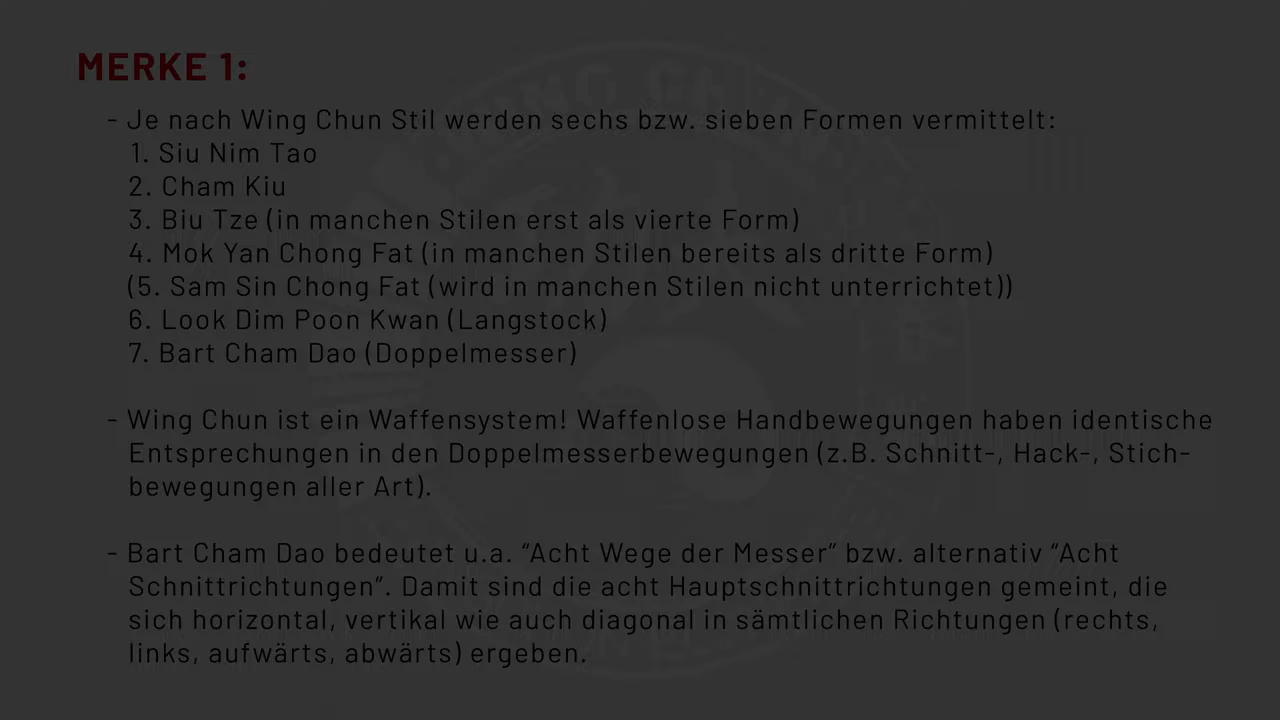 MERKE 1:
- Je nach Wing Chun Stil werden sechs bzw. sieben Formen vermittelt:
1. Siu Nim Tao
2. Cham Kiu
3. Biu Tze (in manchen Stilen erst als vierte Form)
4. Mok Yan Chong Fat (in manchen Stilen bereits als dritte Form)
(5. Sam Sin Chong Fat (wird in manchen Stilen nicht unterrichtet))
6. Look Dim Poon Kwan (Langstock)
7. Bart Cham Dao (Doppelmesser)
- Wing Chun ist ein Waffensystem! Waffenlose Handbewegungen haben identische
Entsprechungen in den Doppelmesserbewegungen (z.B. Schnitt-, Hack-, Stich-
bewegungen aller Art).
- Bart Cham Dao bedeutet u.a. “Acht Wege der Messer” bzw. alternativ “Acht
Schnittrichtungen”. Damit sind die acht Hauptschnittrichtungen gemeint, die
sich horizontal, vertikal wie auch diagonal in sämtlichen Richtungen (rechts,
links, aufwärts, abwärts) ergeben.